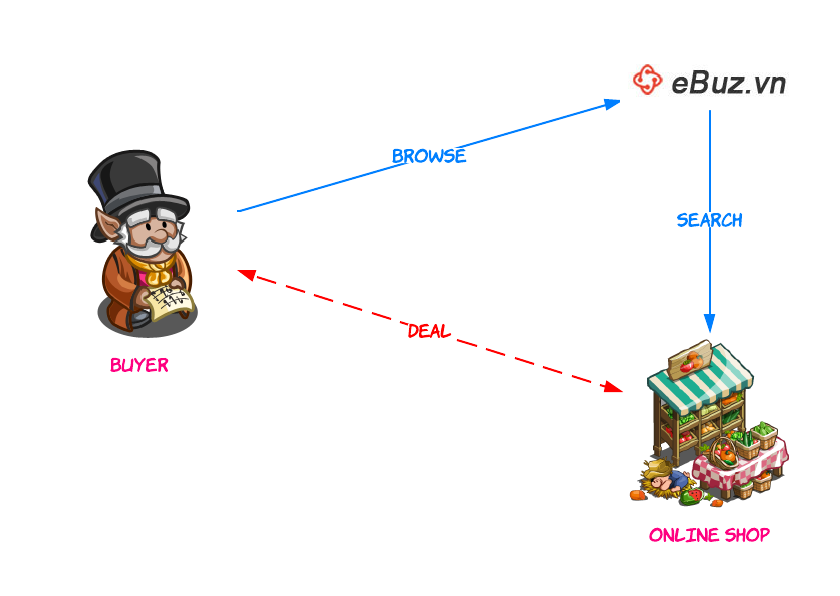 eBuz.vn
BROWSE
SEARCH
DEAL
BUYER
ONLINE SHOP